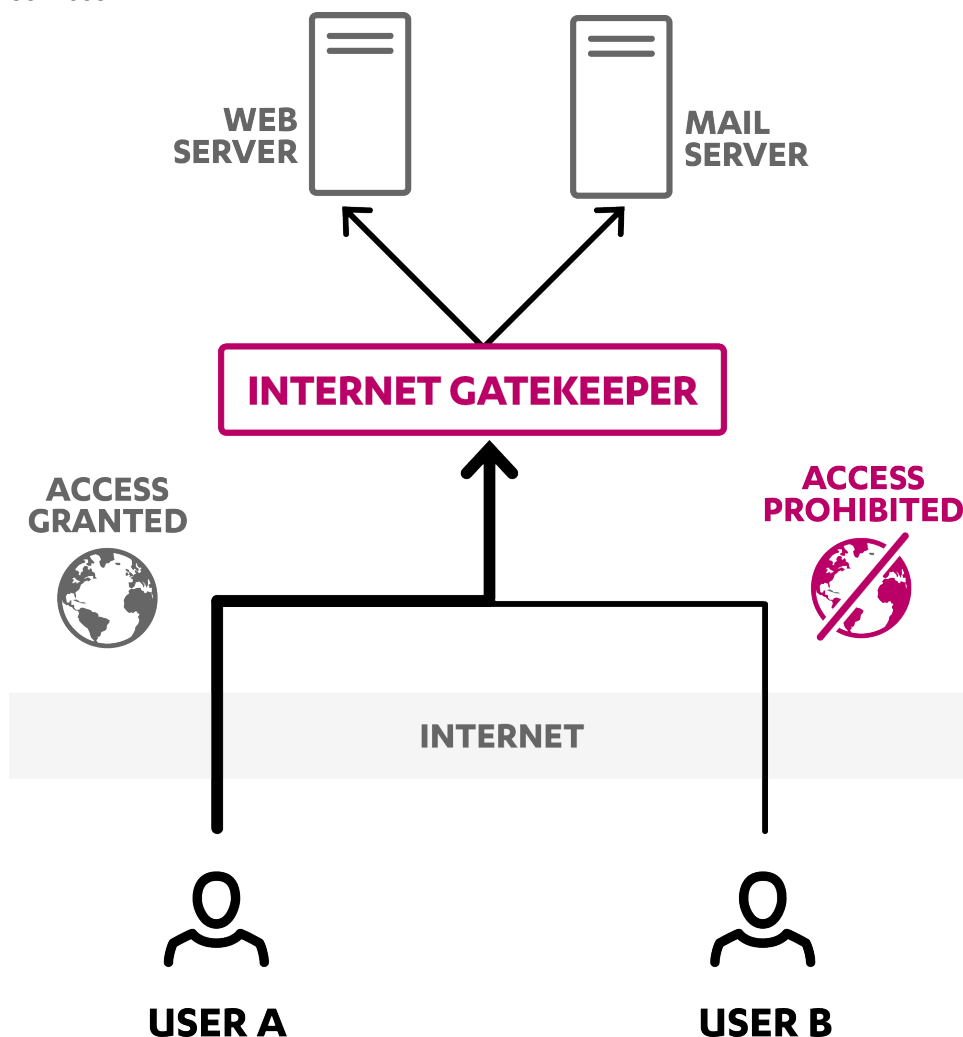 WEB
SERVER
MAIL
SERVER
INTERNET GATEKEEPER
ACCESS
GRANTED
ACCESS
PROHIBITED
INTERNET
USER A
USER B